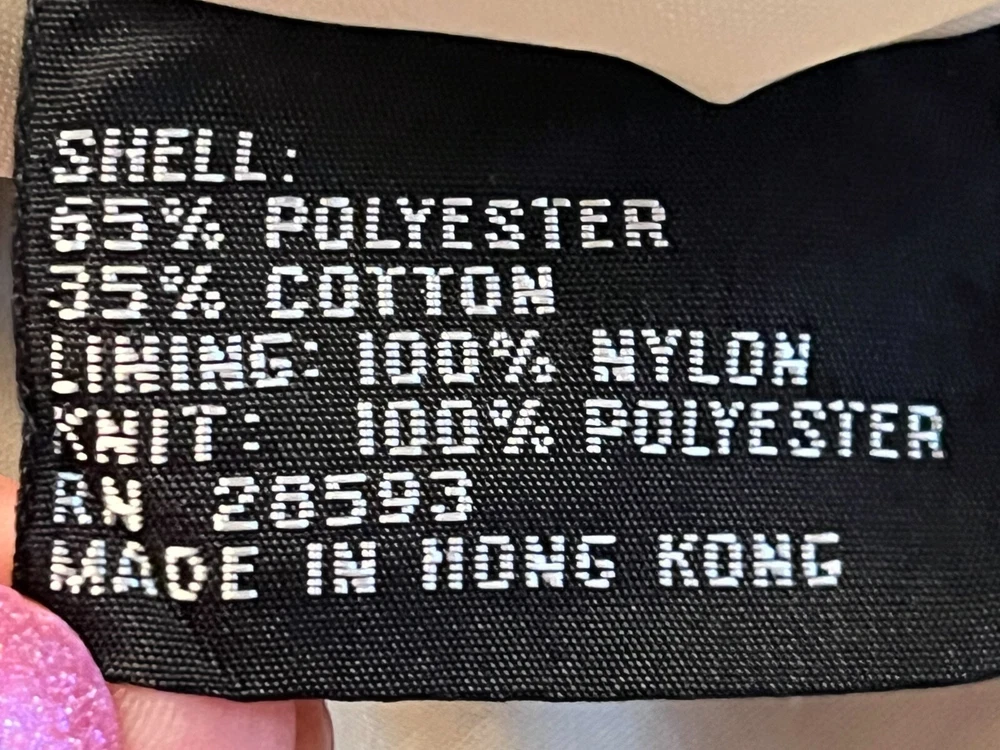 SHELL:
65% POLYESTER
35% COTTON
LINING: 100% NYLON
KNIT: 100% POLYESTER
RN 28593
MADE IN HONG KONG